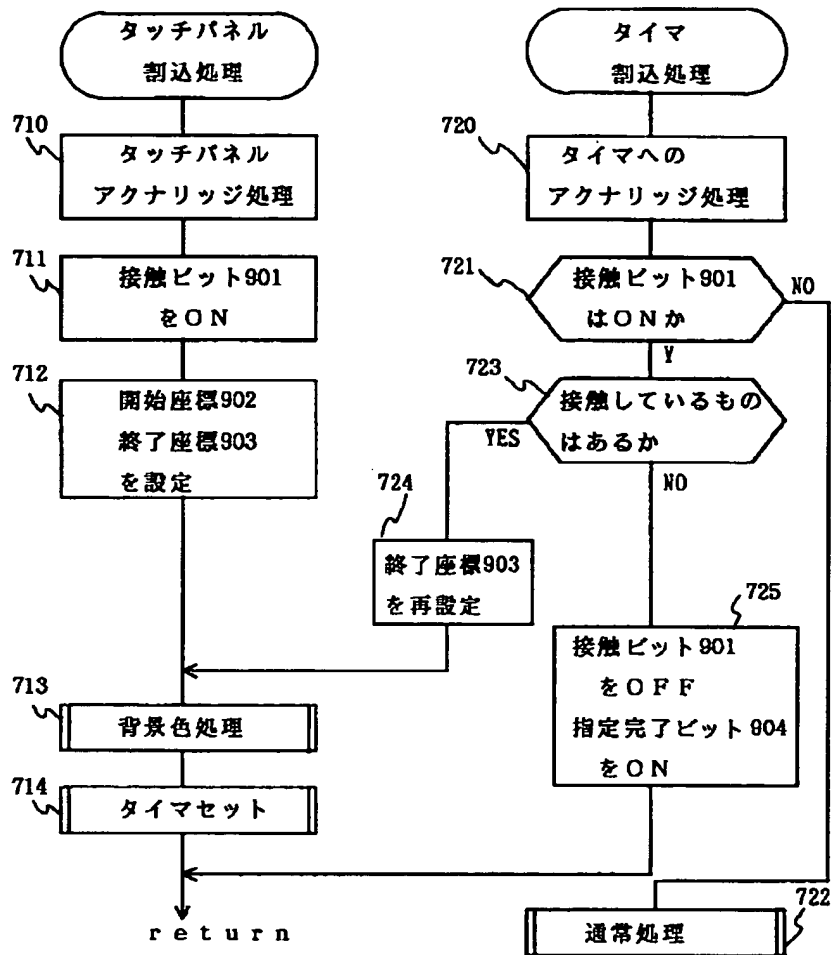 タッチパネル
割込処理
710
タッチパネル
アクナリッジ処理
711
接触ビット901
をON
712
開始座標902
終了座標903
を設定
713
背景色処理
714
タイマセット
return
タイマ
割込処理
720
タイマへの
アクナリッジ処理
721
接触ビット901
はONか
NO
Y
723
接触しているもの
はあるか
YES
NO
724
終了座標903
を再設定
725
接触ビット901
をOFF
指定完了ビット904
をON
722
通常処理